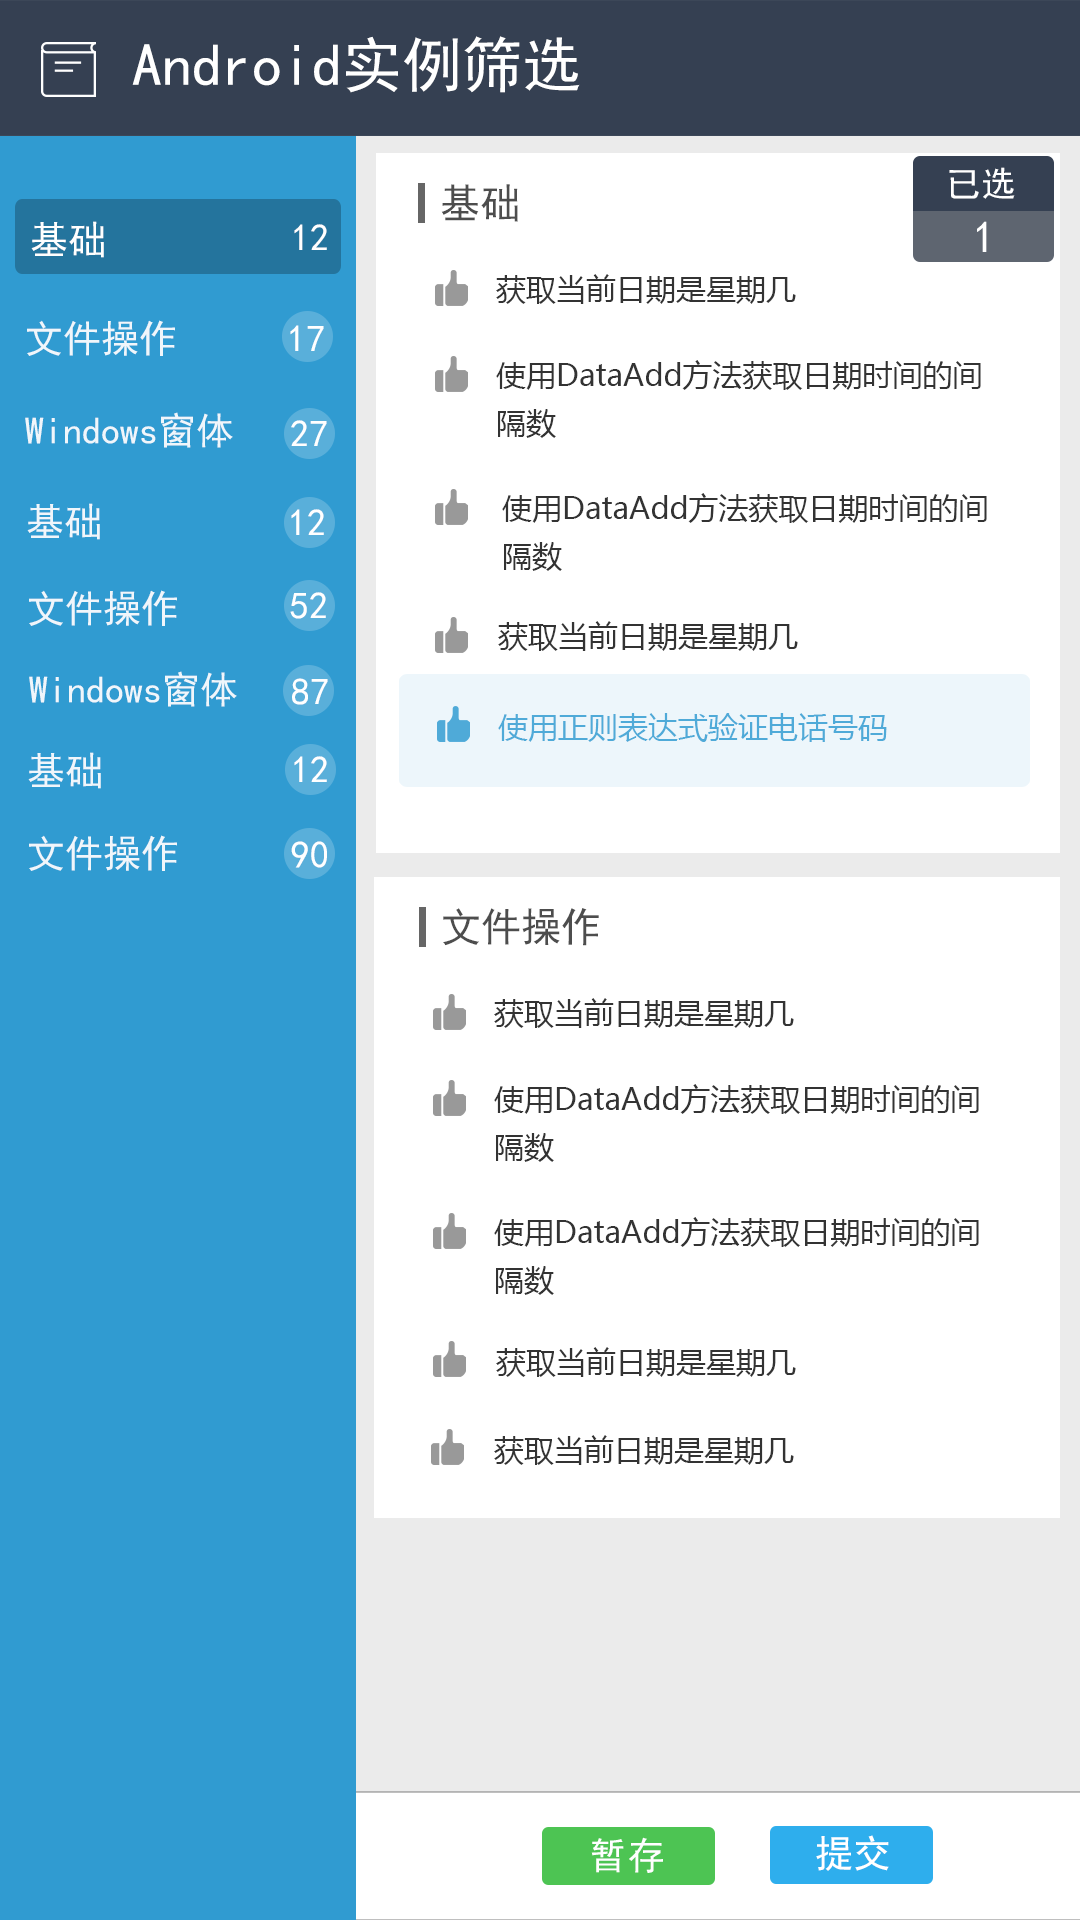 Android实例筛选
基础 12
文件操作 17
Windows窗体 27
基础 12
文件操作 52
Windows窗体 87
基础 12
文件操作 90
基础
已选
1
获取当前日期是星期几
使用DataAdd方法获取日期时间的间
隔数
使用DataAdd方法获取日期时间的间
隔数
获取当前日期是星期几
使用正则表达式验证电话号码
文件操作
获取当前日期是星期几
使用DataAdd方法获取日期时间的间
隔数
使用DataAdd方法获取日期时间的间
隔数
获取当前日期是星期几
获取当前日期是星期几
暂存 提交